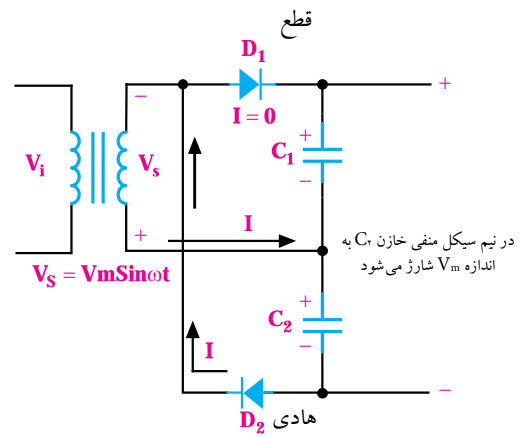 قطع
D₁
I = 0
+
−
Vᵢ
Vₛ
+
C₁
−
I
+
V_S = VmSinωt
در نیم سیکل منفی خازن C₂ به
اندازه Vₘ شارژ می‌شود
+
C₂
−
I
D₂
هادی
−